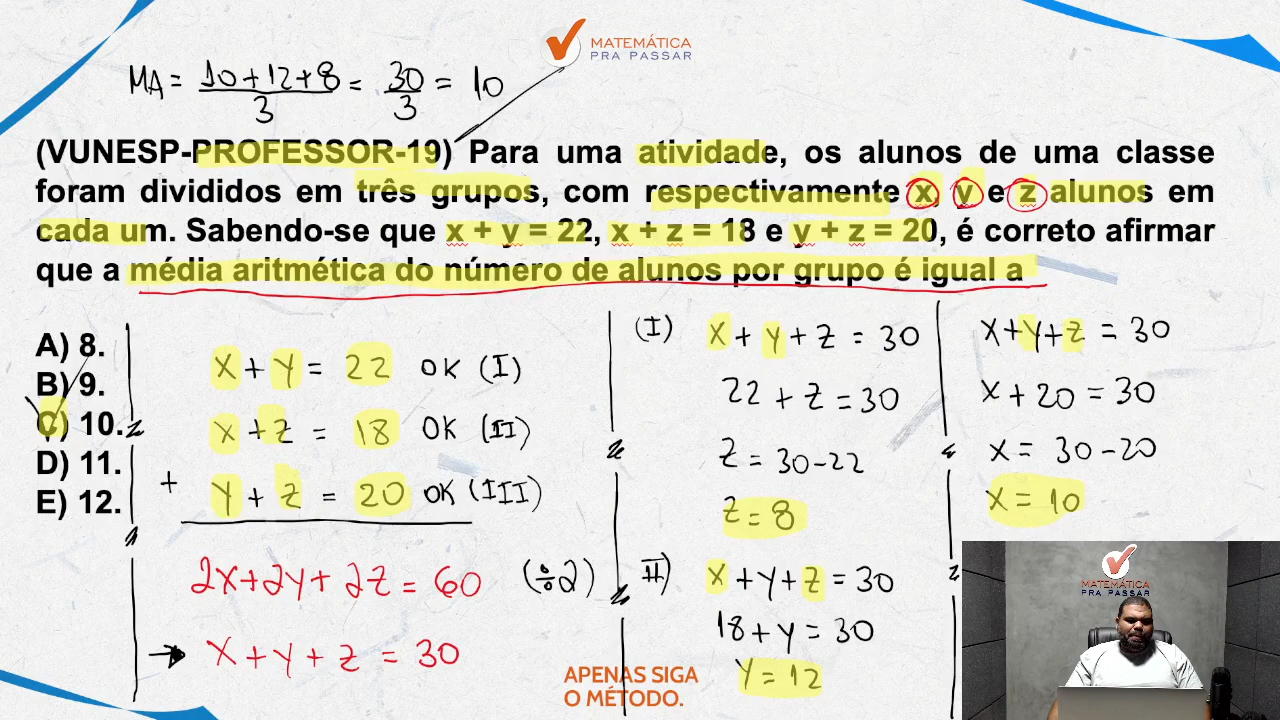 MATEMÁTICA
PRA PASSAR
MA = 10+12+8/3 = 30/3 = 10
(VUNESP-PROFESSOR-19) Para uma atividade, os alunos de uma classe
foram divididos em três grupos, com respectivamente x, y e z alunos em
cada um. Sabendo-se que x + y = 22, x + z = 18 e y + z = 20, é correto afirmar
que a média aritmética do número de alunos por grupo é igual a
A) 8.
B) 9.
C) 10.
D) 11.
E) 12.
X + Y = 22 OK (I)
X + Z = 18 OK (II)
+ Y + Z = 20 OK (III)
2X+2Y+2Z = 60 (÷2)
X + Y + Z = 30
(I) X + Y + Z = 30
22 + Z = 30
Z = 30-22
Z = 8
II) X + Y + Z = 30
18 + Y = 30
Y = 12
X+Y+Z = 30
X + 20 = 30
X = 30-20
X = 10
MATEMÁTICA
PRA PASSAR
APENAS SIGA
O MÉTODO.